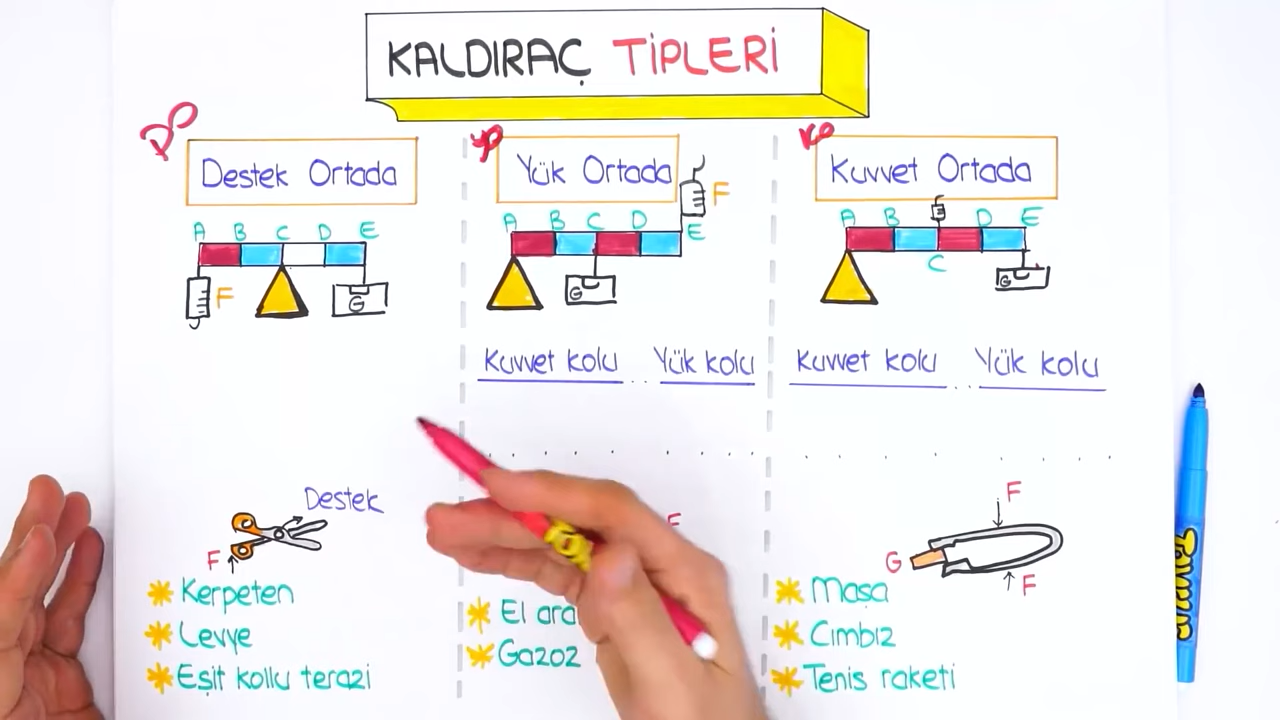 KALDIRAÇ TİPLERİ
DO
Destek Ortada
A B C D E
F
G
YO
Yük Ortada
F
A B C D E
G
Kuvvet kolu Yük kolu
F
El ara
Gazoz
KO
Kuvvet Ortada
A B D E
C
G
Kuvvet kolu Yük kolu
Destek
F
Kerpeten
Levye
Eşit kollu terazi
F
G
F
Maşa
Cımbız
Tenis raketi